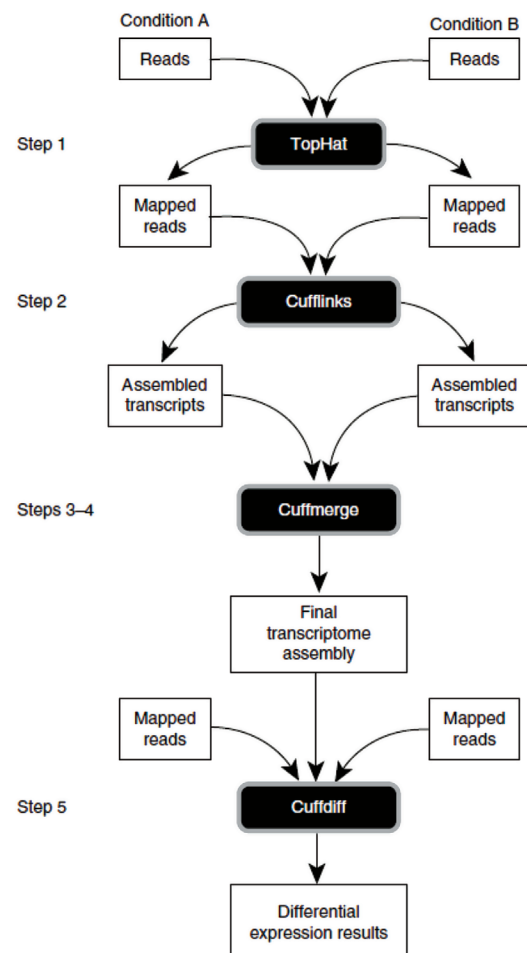 Condition A
Condition B
Reads
Reads
Step 1
TopHat
Mapped
reads
Mapped
reads
Step 2
Cufflinks
Assembled
transcripts
Assembled
transcripts
Steps 3–4
Cuffmerge
Final
transcriptome
assembly
Mapped
reads
Mapped
reads
Step 5
Cuffdiff
Differential
expression results